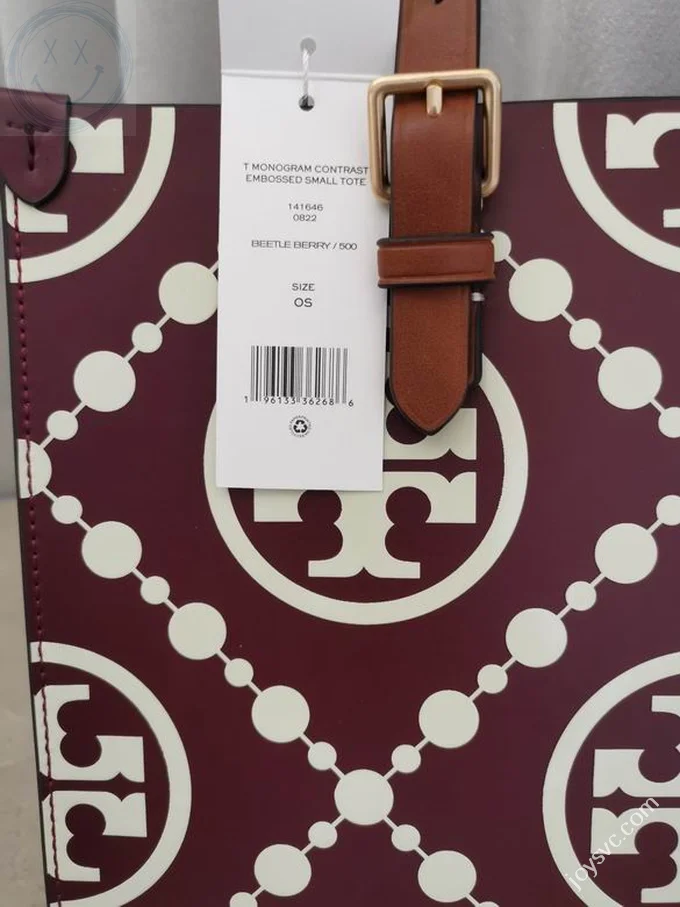 T MONOGRAM CONTRAST
EMBOSSED SMALL TOTE
141646
0822
BEETLE BERRY / 500
SIZE
OS
1 96133 36268 6
joysvc.com